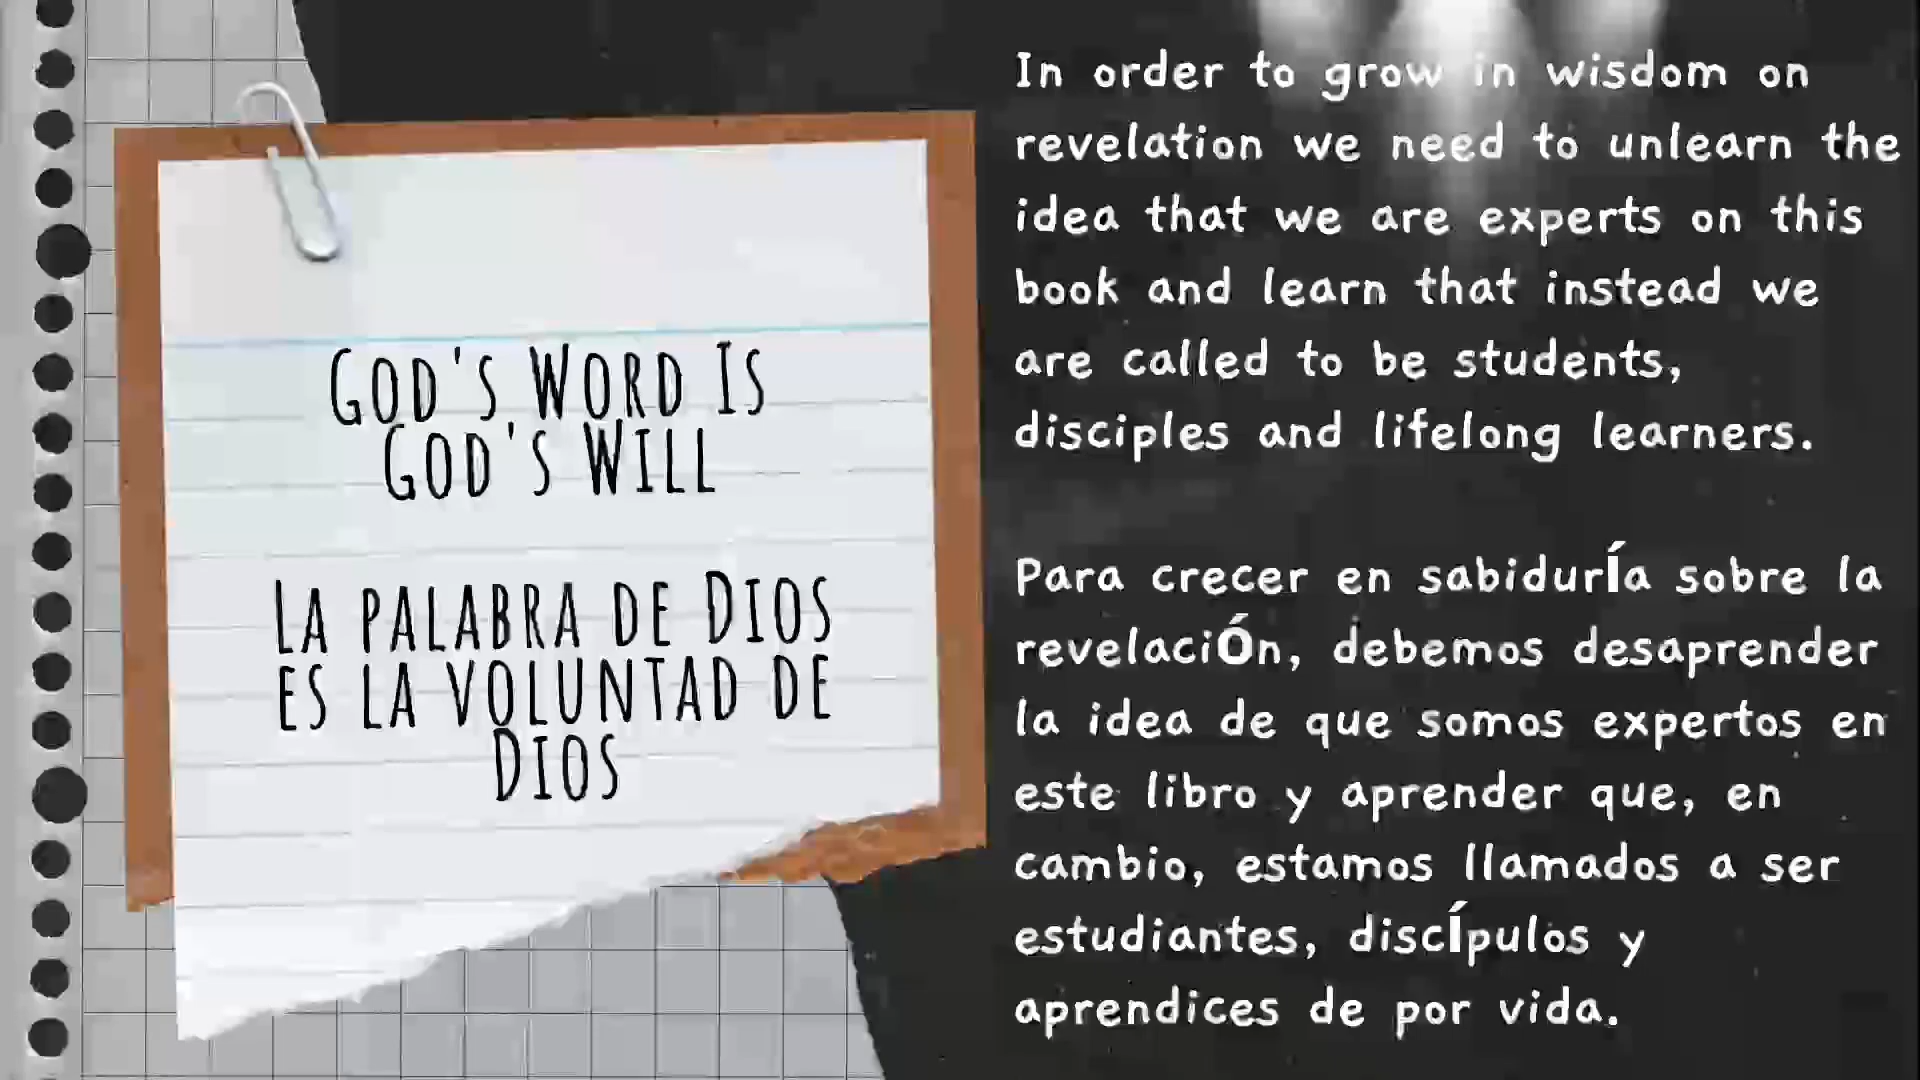 God's Word Is
God's Will
La palabra de Dios
es la voluntad de
Dios
In order to grow in wisdom on
revelation we need to unlearn the
idea that we are experts on this
book and learn that instead we
are called to be students,
disciples and lifelong learners.
Para crecer en sabiduría sobre la
revelación, debemos desaprender
la idea de que somos expertos en
este libro y aprender que, en
cambio, estamos llamados a ser
estudiantes, discípulos y
aprendices de por vida.